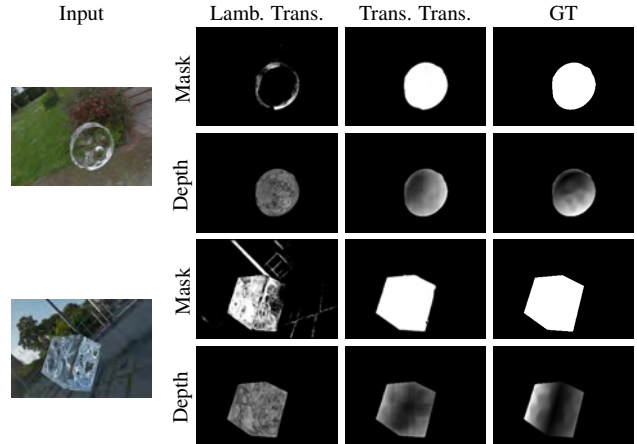 Input Lamb. Trans. Trans. Trans. GT
Mask
Depth
Mask
Depth